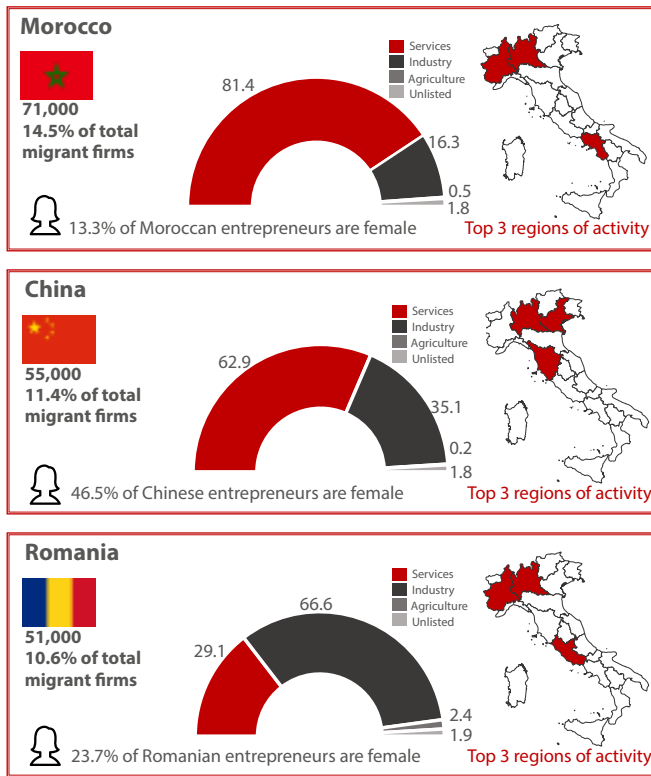 Morocco
71,000
14.5% of total
migrant firms
81.4
16.3
0.5
1.8
Services
Industry
Agriculture
Unlisted
13.3% of Moroccan entrepreneurs are female
Top 3 regions of activity
China
55,000
11.4% of total
migrant firms
62.9
35.1
0.2
1.8
Services
Industry
Agriculture
Unlisted
46.5% of Chinese entrepreneurs are female
Top 3 regions of activity
Romania
51,000
10.6% of total
migrant firms
29.1
66.6
2.4
1.9
Services
Industry
Agriculture
Unlisted
23.7% of Romanian entrepreneurs are female
Top 3 regions of activity